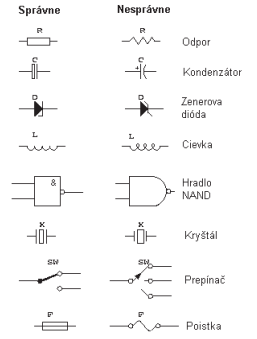 Správne Nesprávne
R R Odpor
C C Kondenzátor
+
D D Zenerova
dióda
L L Cievka
& Hradlo
NAND
K K Kryštál
SW SW Prepínač
F F Poistka